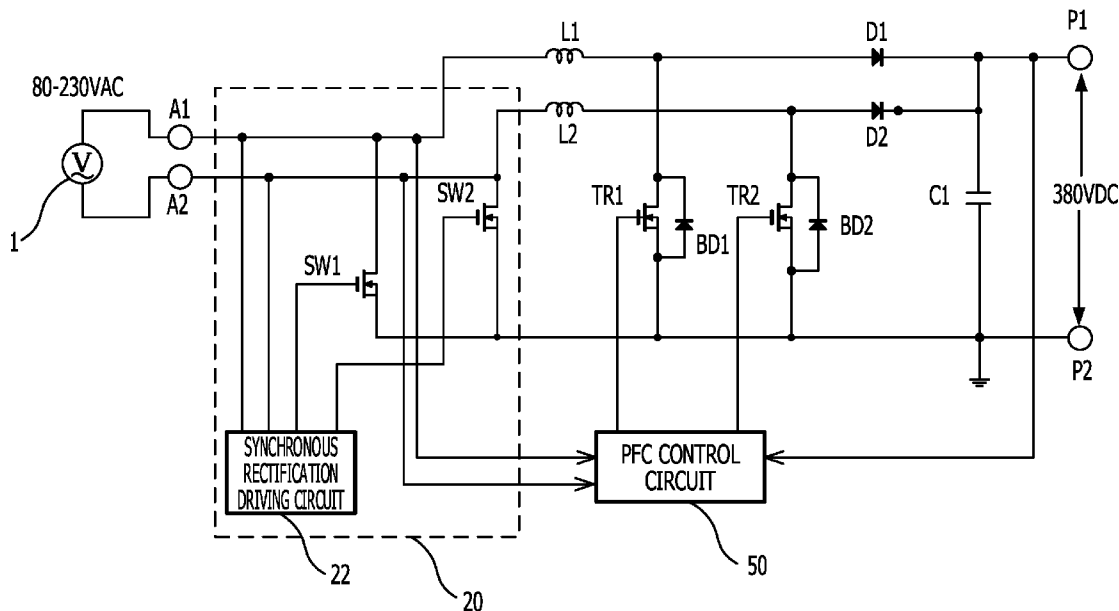 L1
D1
P1
80-230VAC
A1
L2
D2
V
A2
SW2
TR1
TR2
C1
380VDC
BD1
BD2
1
SW1
P2
SYNCHRONOUS
RECTIFICATION
DRIVING CIRCUIT
PFC CONTROL
CIRCUIT
22
20
50